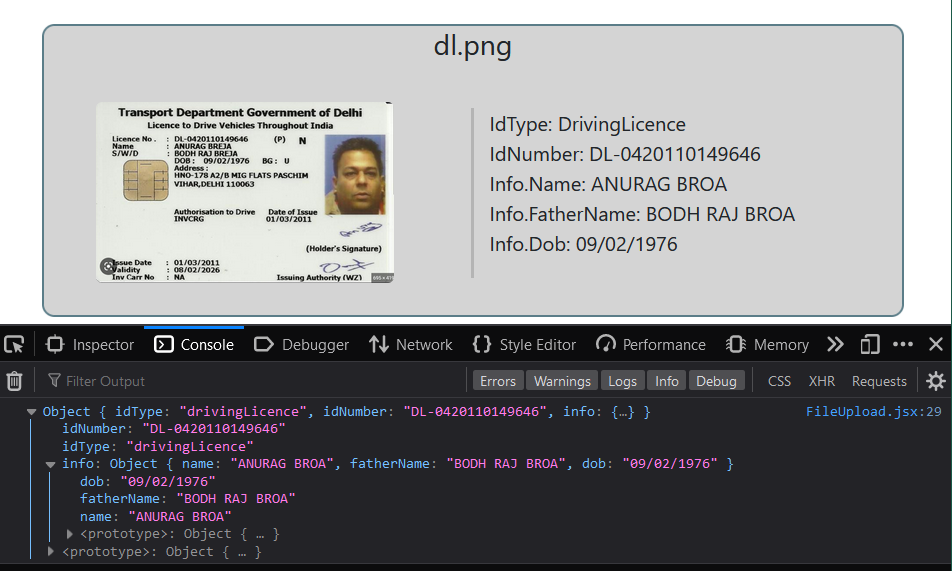 dl.png
Transport Department Government of Delhi
Licence to Drive Vehicles Throughout India
Licence No. : DL-0420110149646 (P) N
Name : ANURAG BREJA
S/W/D : BODH RAJ BREJA
DOB: 09/02/1976 BG: U
Address:
HNO-178 A2/B MIG FLATS PASCHIM
VIHAR,DELHI 110063
Authorisation to Drive Date of Issue
INVCRG 01/03/2011
(Holder's Signature)
Issue Date : 01/03/2011
Validity : 08/02/2026
Inv Carr No : NA Issuing Authority (WZ)
IdType: DrivingLicence
IdNumber: DL-0420110149646
Info.Name: ANURAG BROA
Info.FatherName: BODH RAJ BROA
Info.Dob: 09/02/1976
Inspector Console Debugger Network Style Editor Performance Memory
Filter Output Errors Warnings Logs Info Debug CSS XHR Requests
Object { idType: "drivingLicence", idNumber: "DL-0420110149646", info: {…} } FileUpload.jsx:29
idNumber: "DL-0420110149646"
idType: "drivingLicence"
info: Object { name: "ANURAG BROA", fatherName: "BODH RAJ BROA", dob: "09/02/1976" }
dob: "09/02/1976"
fatherName: "BODH RAJ BROA"
name: "ANURAG BROA"
<prototype>: Object { … }
<prototype>: Object { … }